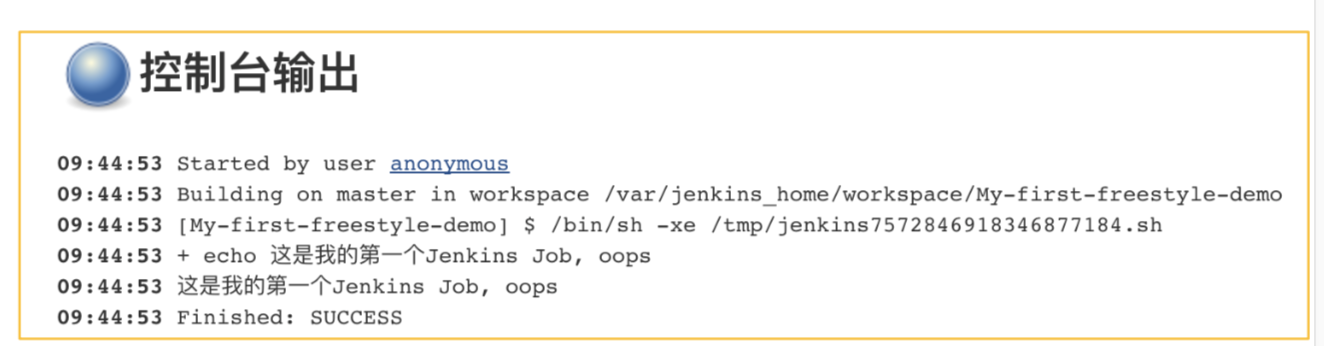 控制台输出
09:44:53 Started by user anonymous
09:44:53 Building on master in workspace /var/jenkins_home/workspace/My-first-freestyle-demo
09:44:53 [My-first-freestyle-demo] $ /bin/sh -xe /tmp/jenkins7572846918346877184.sh
09:44:53 + echo 这是我的第一个Jenkins Job, oops
09:44:53 这是我的第一个Jenkins Job, oops
09:44:53 Finished: SUCCESS